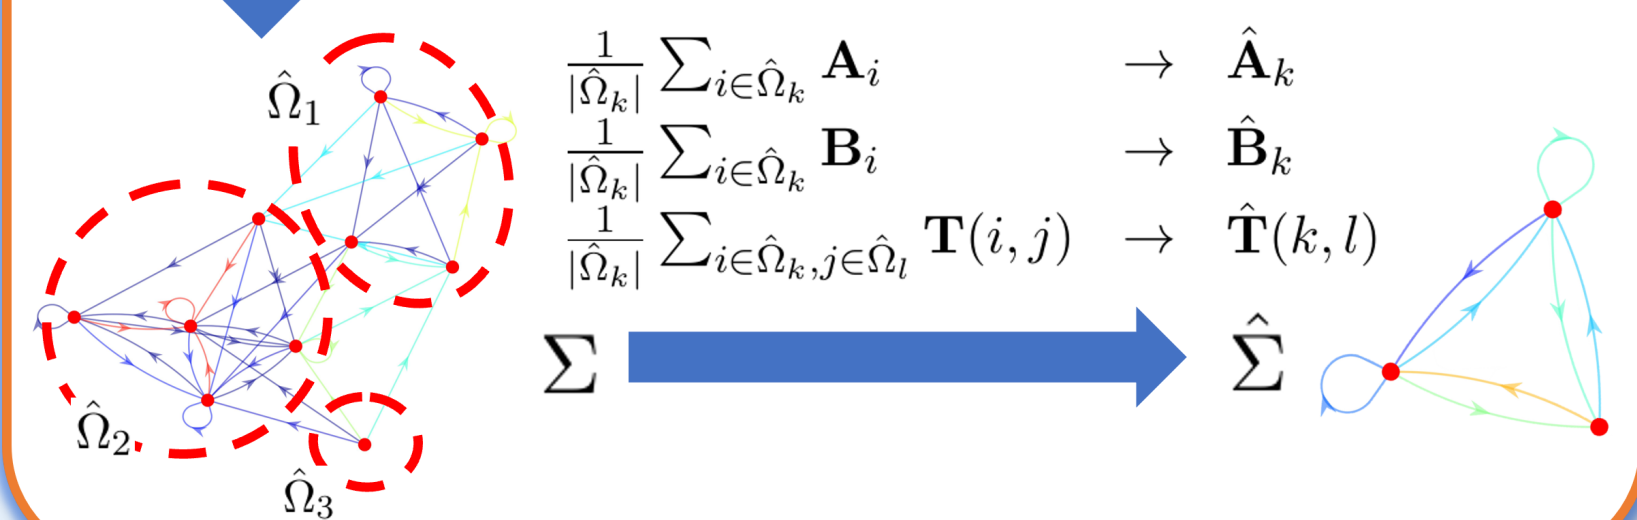 Ω̂₁
Ω̂₂
Ω̂₃
1/|Ω̂ₖ| ∑_{i∈Ω̂ₖ} 𝐀ᵢ → 𝐀̂ₖ
1/|Ω̂ₖ| ∑_{i∈Ω̂ₖ} 𝐁ᵢ → 𝐁̂ₖ
1/|Ω̂ₖ| ∑_{i∈Ω̂ₖ,j∈Ω̂ₗ} 𝐓(i, j) → 𝐓̂(k, l)
Σ Σ̂